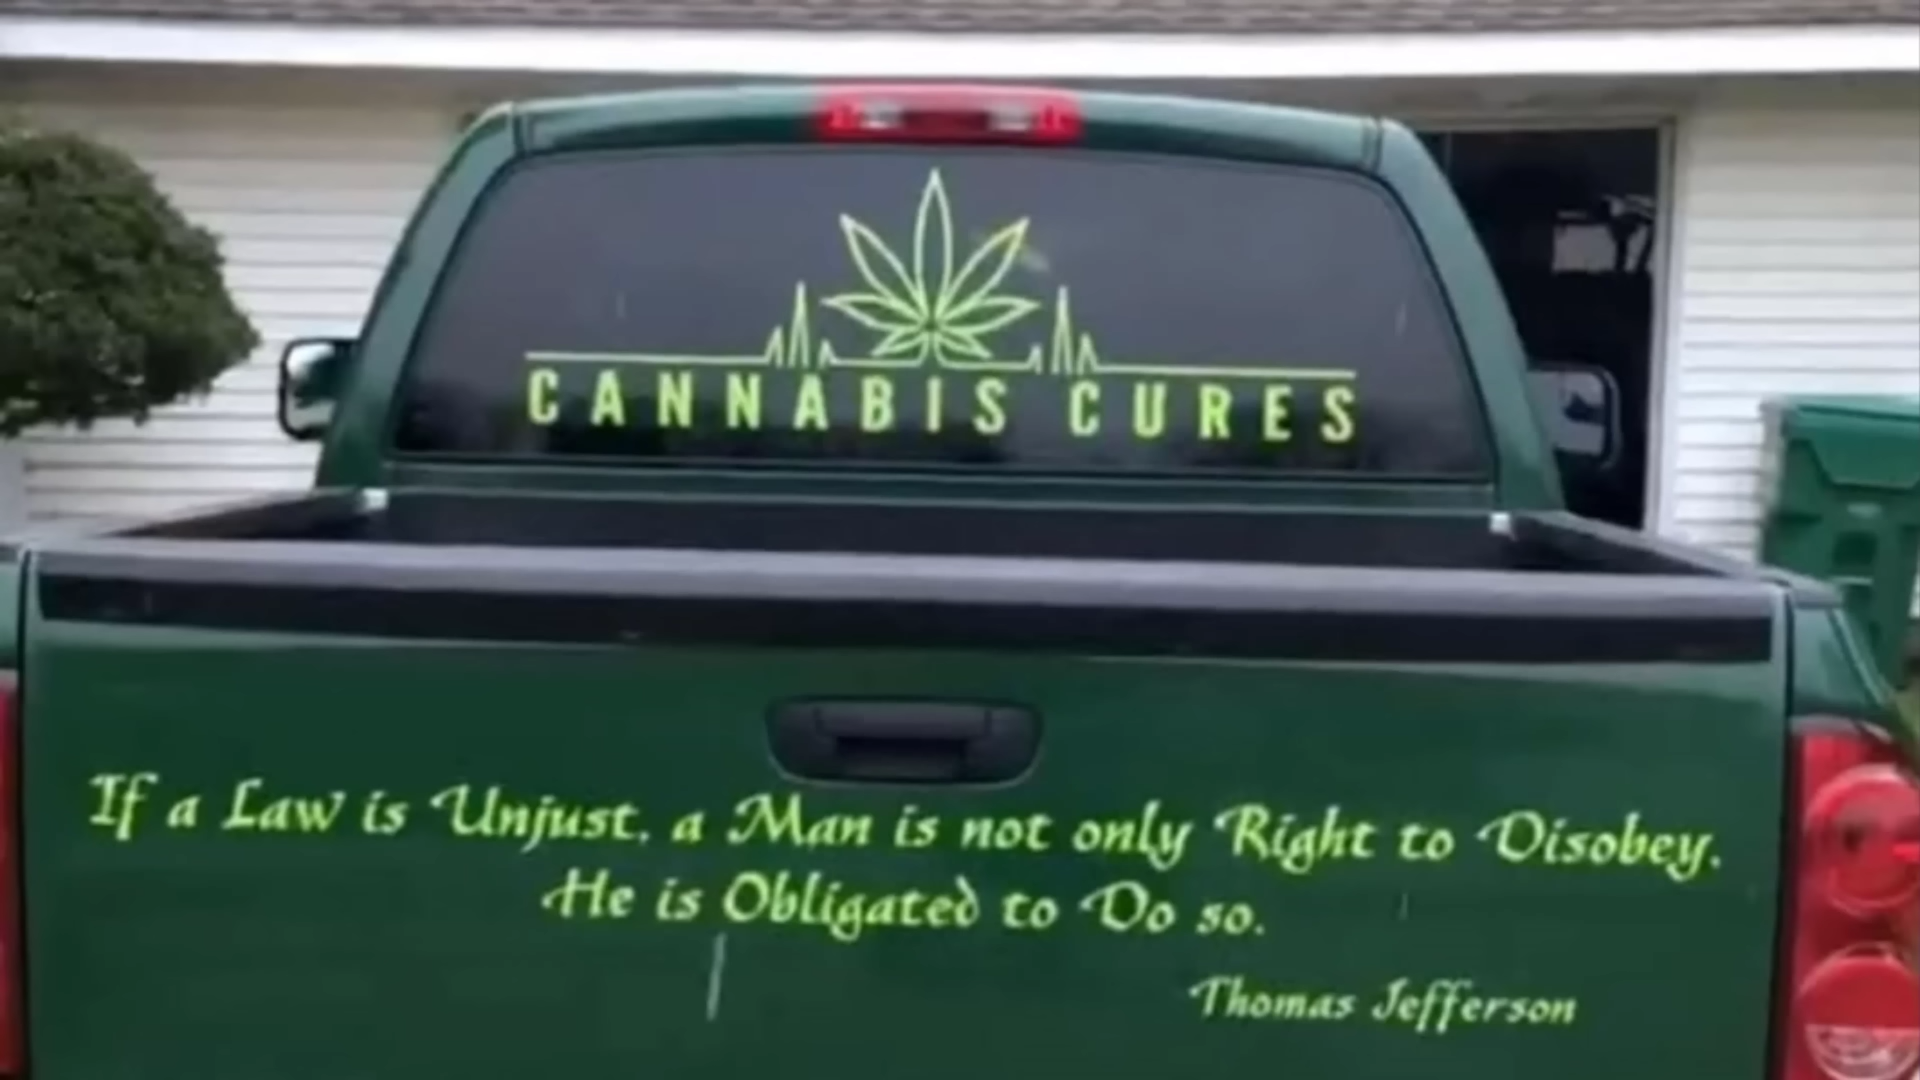 CANNABIS CURES
If a Law is Unjust, a Man is not only Right to Disobey.
He is Obligated to Do so.
Thomas Jefferson